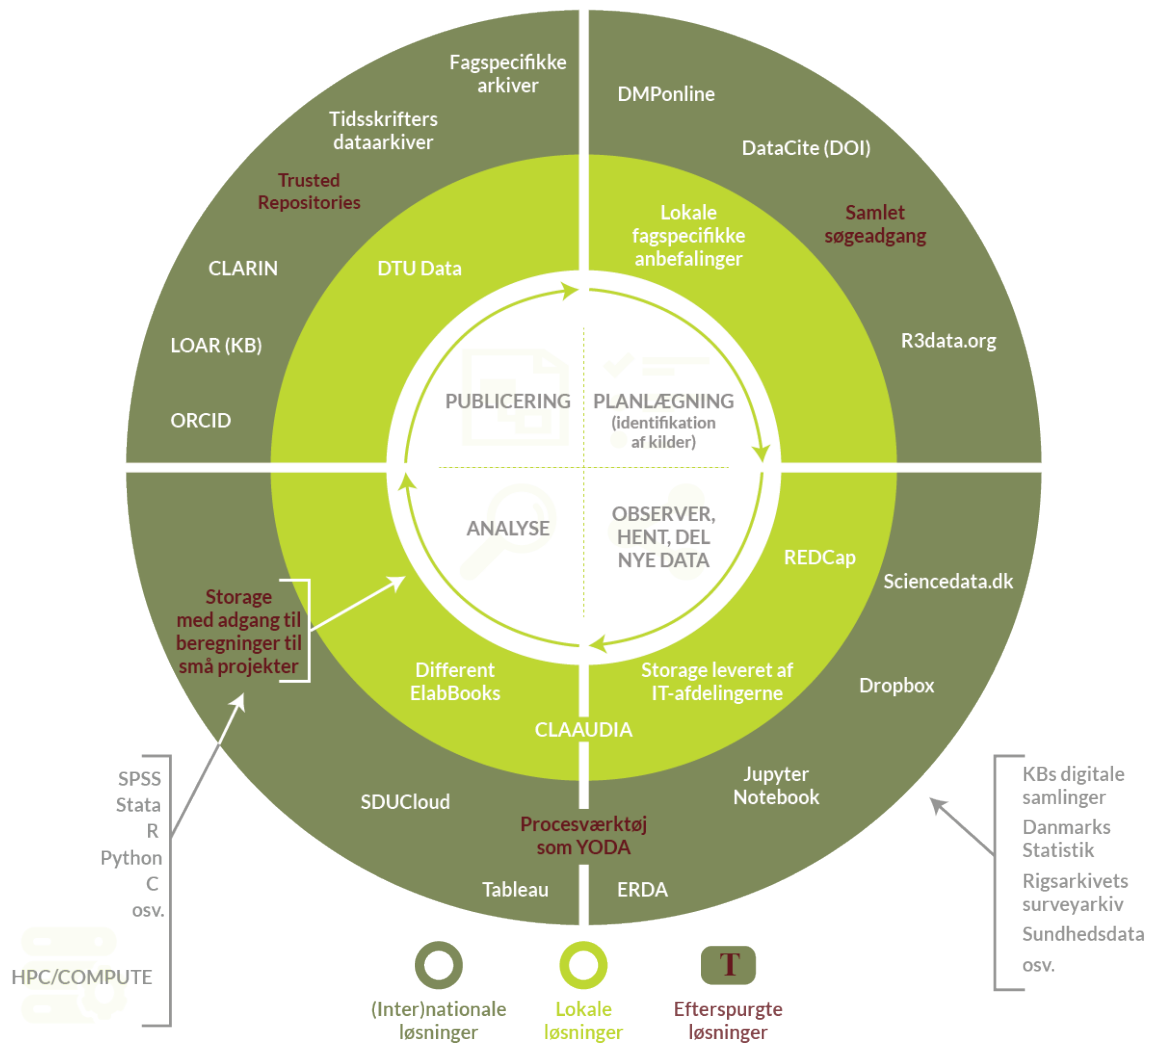 Fagspecifikke
arkiver
Tidsskrifters
dataarkiver
Trusted
Repositories
CLARIN
LOAR (KB)
ORCID
DTU Data
DMPonline
DataCite (DOI)
Samlet
søgeadgang
R3data.org
Lokale
fagspecifikke
anbefalinger
PUBLICERING
PLANLÆGNING
(identifikation
af kilder)
ANALYSE
OBSERVER,
HENT, DEL
NYE DATA
REDCap
Sciencedata.dk
Dropbox
Storage leveret af
IT-afdelingerne
Jupyter
Notebook
ERDA
Storage
med adgang til
beregninger til
små projekter
Different
ElabBooks
CLAAUDIA
SDUCloud
Procesværktøj
som YODA
Tableau
SPSS
Stata
R
Python
C
osv.
HPC/COMPUTE
KBs digitale
samlinger
Danmarks
Statistik
Rigsarkivets
surveyarkiv
Sundhedsdata
osv.
(Inter)nationale
løsninger
Lokale
løsninger
T
Efterspurgte
løsninger